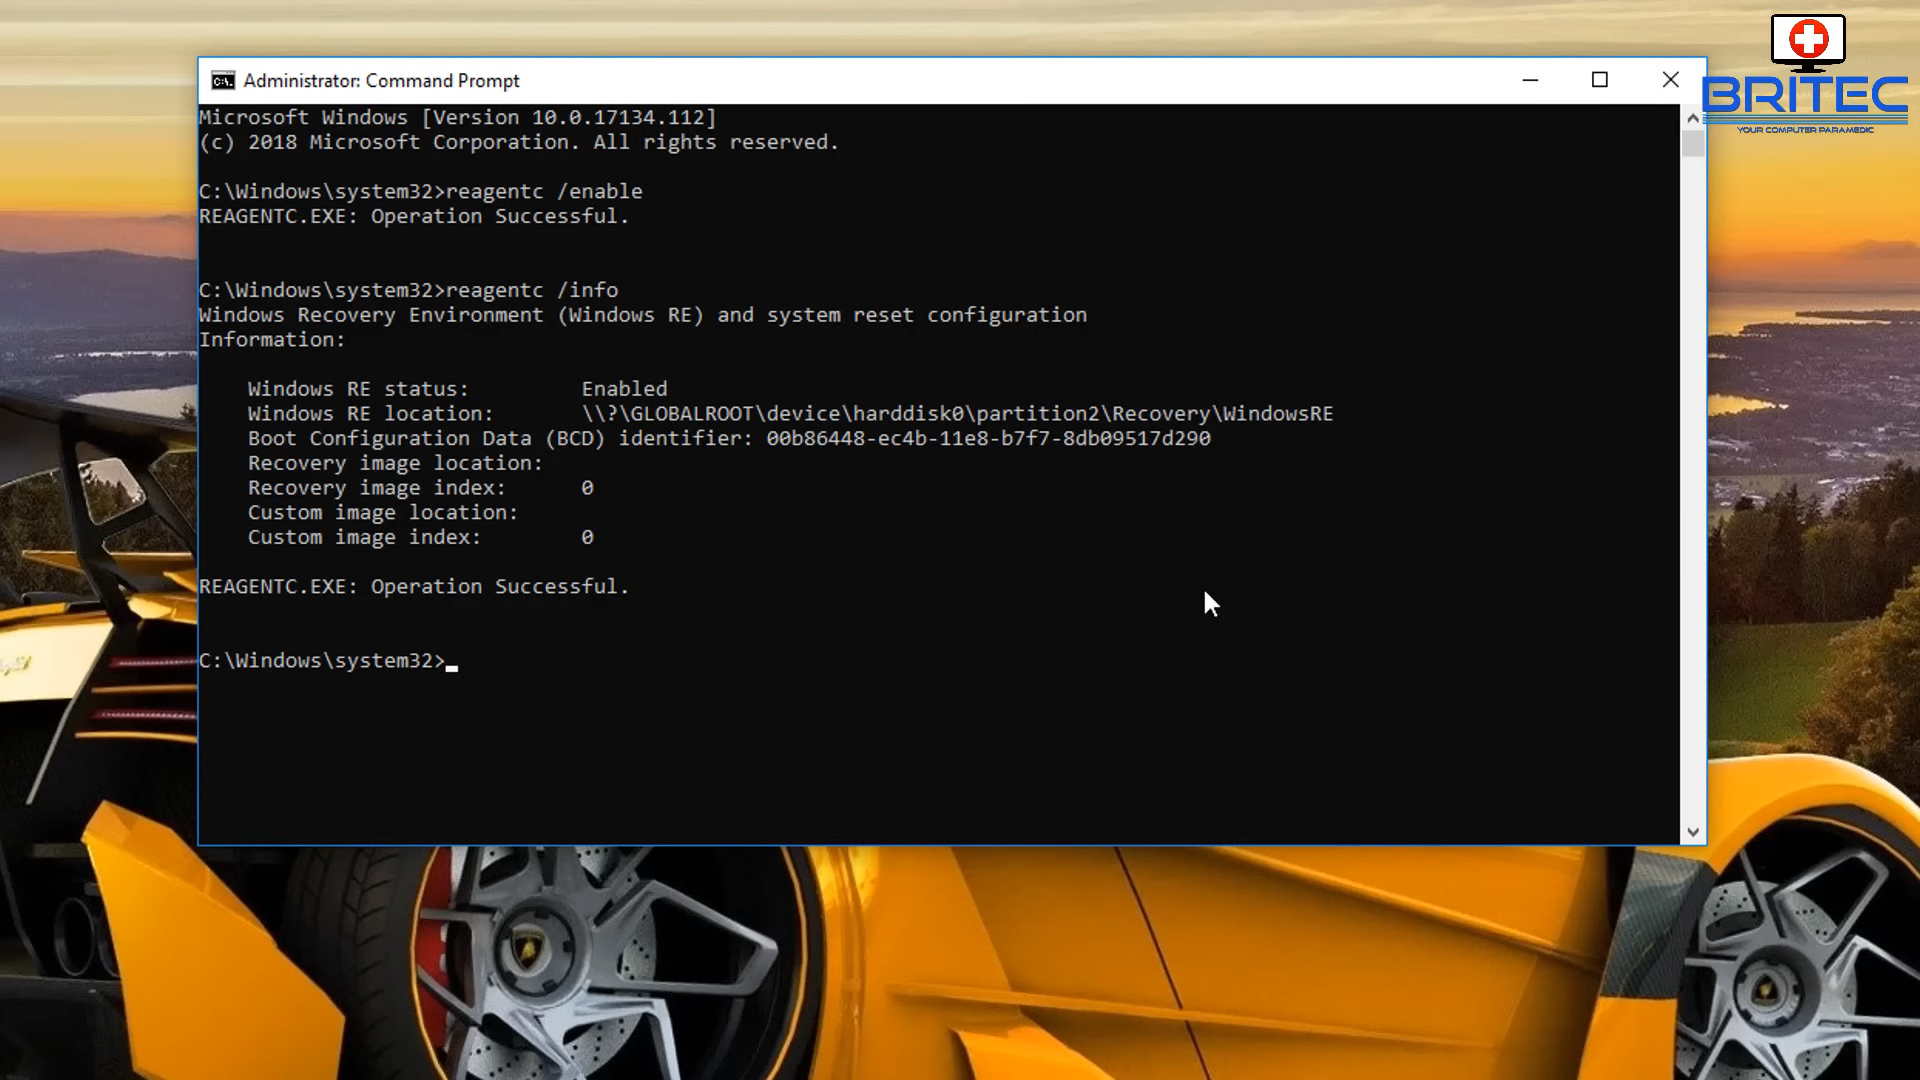 BRITEC
YOUR COMPUTER PARAMEDIC
Administrator: Command Prompt
Microsoft Windows [Version 10.0.17134.112]
(c) 2018 Microsoft Corporation. All rights reserved.
C:\Windows\system32>reagentc /enable
REAGENTC.EXE: Operation Successful.
C:\Windows\system32>reagentc /info
Windows Recovery Environment (Windows RE) and system reset configuration
Information:
Windows RE status: Enabled
Windows RE location: \\?\GLOBALROOT\device\harddisk0\partition2\Recovery\WindowsRE
Boot Configuration Data (BCD) identifier: 00b86448-ec4b-11e8-b7f7-8db09517d290
Recovery image location:
Recovery image index: 0
Custom image location:
Custom image index: 0
REAGENTC.EXE: Operation Successful.
C:\Windows\system32>